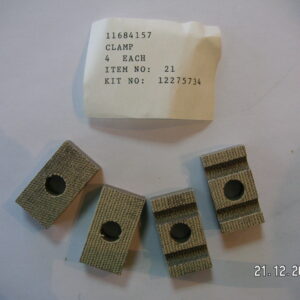 11684157
CLAMP
4 EACH
ITEM NO: 21
KIT NO: 12275734
21.12.20